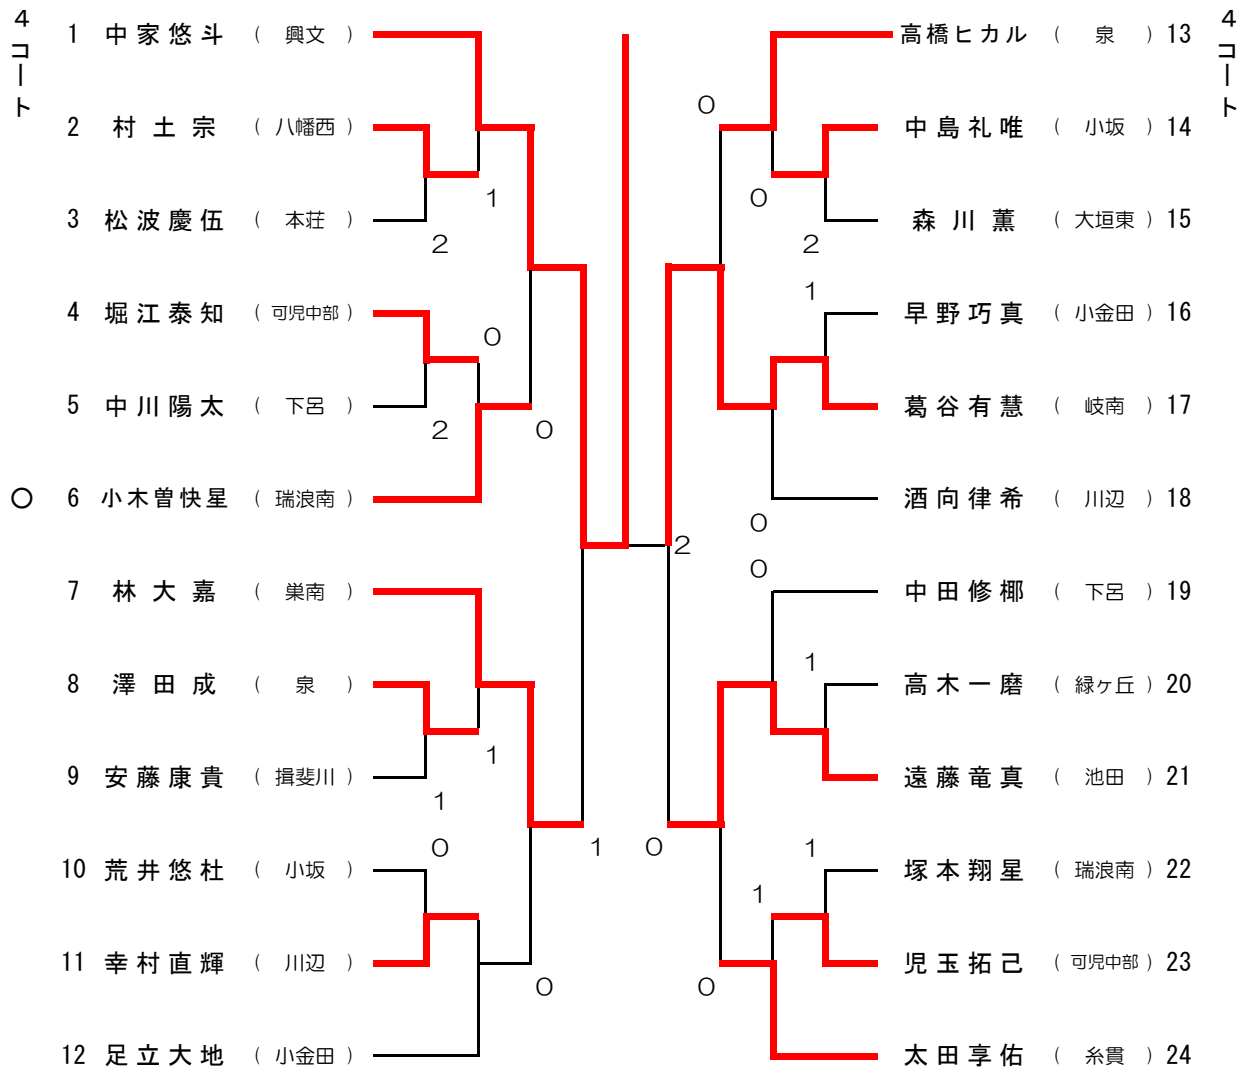 4コート
4コート
1 中家悠斗 ( 興文 )
2 村土宗 ( 八幡西 )
3 松波慶伍 ( 本荘 )
4 堀江泰知 ( 可児中部 )
5 中川陽太 ( 下呂 )
○ 6 小木曽快星 ( 瑞浪南 )
7 林大嘉 ( 巣南 )
8 澤田成 ( 泉 )
9 安藤康貴 ( 揖斐川 )
10 荒井悠杜 ( 小坂 )
11 幸村直輝 ( 川辺 )
12 足立大地 ( 小金田 )
1
2
0
2
0
1
1
0
1
0
2
0
0
2
1
0
0
1
1
1
0
0
0
高橋ヒカル ( 泉 ) 13
中島礼唯 ( 小坂 ) 14
森川薫 ( 大垣東 ) 15
早野巧真 ( 小金田 ) 16
葛谷有慧 ( 岐南 ) 17
酒向律希 ( 川辺 ) 18
中田修椰 ( 下呂 ) 19
高木一磨 ( 緑ヶ丘 ) 20
遠藤竜真 ( 池田 ) 21
塚本翔星 ( 瑞浪南 ) 22
児玉拓己 ( 可児中部 ) 23
太田享佑 ( 糸貫 ) 24